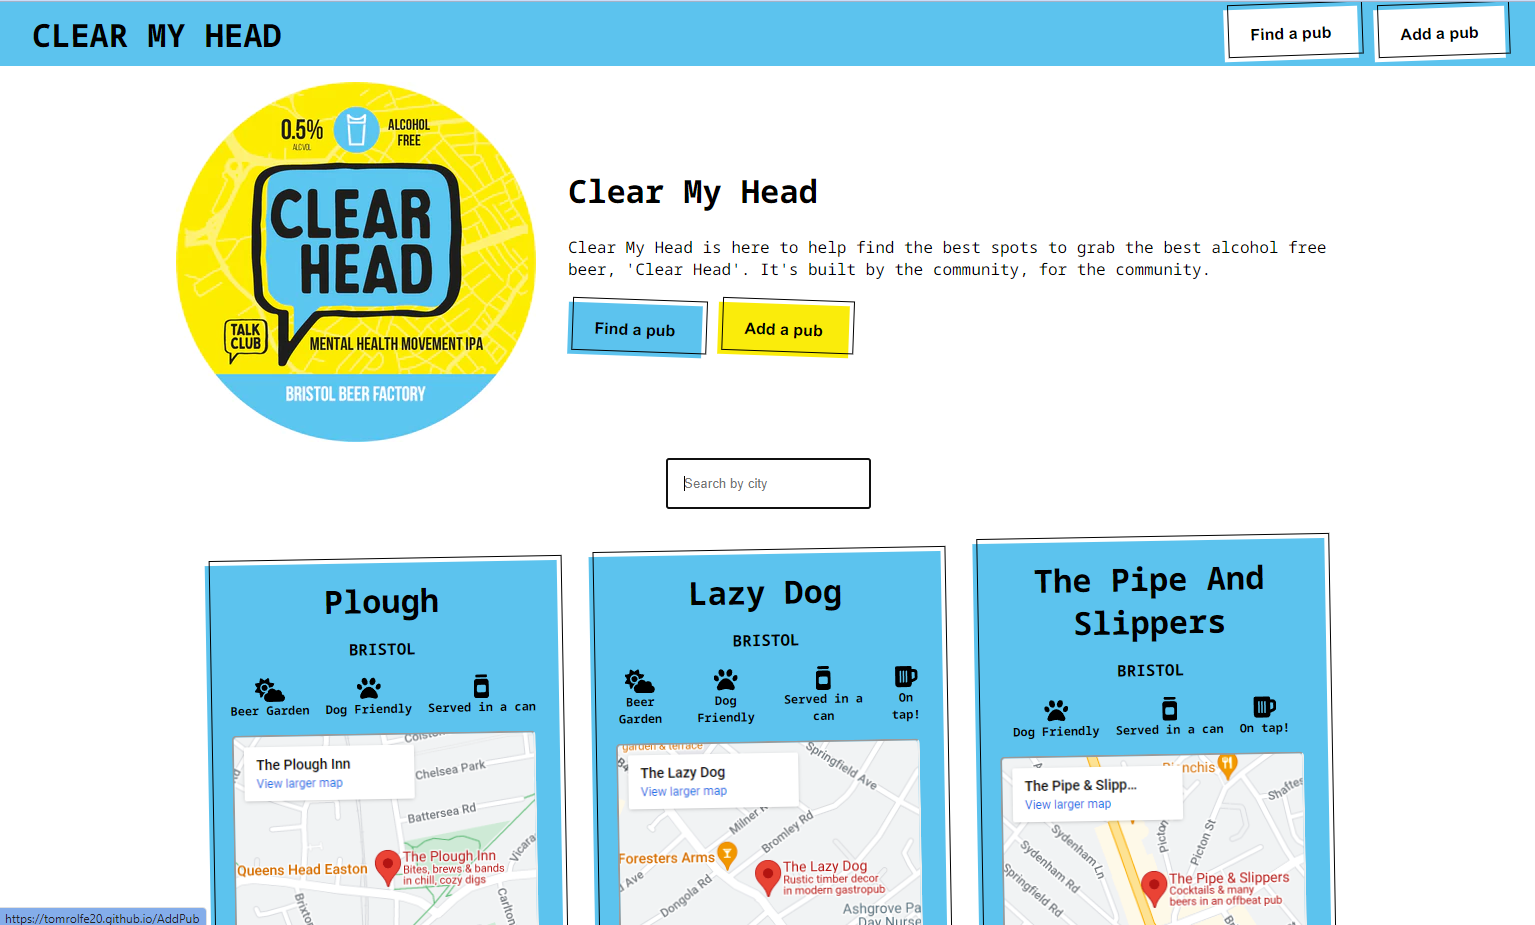 CLEAR MY HEAD
Find a pub
Add a pub
0.5%
ALC VOL
ALCOHOL
FREE
CLEAR
HEAD
TALK
CLUB
MENTAL HEALTH MOVEMENT IPA
BRISTOL BEER FACTORY
Clear My Head
Clear My Head is here to help find the best spots to grab the best alcohol free
beer, 'Clear Head'. It's built by the community, for the community.
Find a pub
Add a pub
Search by city
Plough
BRISTOL
Beer Garden
Dog Friendly
Served in a can
The Plough Inn
View larger map
Chelsea Park
Battersea Rd
Queens Head Easton
The Plough Inn
Bites, brews & bands
in chill, cozy digs
Lazy Dog
BRISTOL
Beer
Garden
Dog
Friendly
Served in a
can
On
tap!
garden & terrace
The Lazy Dog
View larger map
Springfield Ave
Milner R
Bromley Rd
Foresters Arms
The Lazy Dog
Rustic timber decor
in modern gastropub
d Ave
Dongola Rd
Ashgrove Pa
Day Nurse
The Pipe And
Slippers
BRISTOL
Dog Friendly
Served in a can
On tap!
The Pipe & Slipp...
View larger map
Shaftes
Picton
Picton St
Sydenham Ln
Sydenham Rd
Springfield Rd
The Pipe & Slippers
Cocktails & many
beers in an offbeat pub
https://tomrolfe20.github.io/AddPub